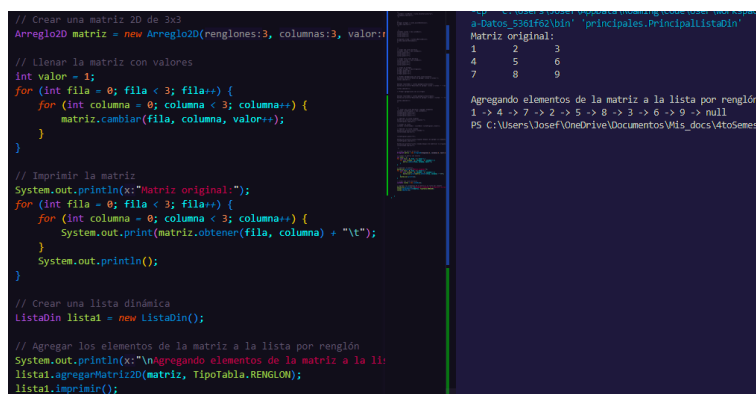 // Crear una matriz 2D de 3x3
Arreglo2D matriz = new Arreglo2D(renglones:3, columnas:3, valor:
// Llenar la matriz con valores
int valor = 1;
for (int fila = 0; fila < 3; fila++) {
for (int columna = 0; columna < 3; columna++) {
matriz.cambiar(fila, columna, valor++);
}
}
// Imprimir la matriz
System.out.println(x:"Matriz original:");
for (int fila = 0; fila < 3; fila++) {
for (int columna = 0; columna < 3; columna++) {
System.out.print(matriz.obtener(fila, columna) + "\t");
}
System.out.println();
}
// Crear una lista dinámica
ListaDin lista1 = new ListaDin();
// Agregar los elementos de la matriz a la lista por renglón
System.out.println(x:"\nAgregando elementos de la matriz a la lis
lista1.agregarMatriz2D(matriz, TipoTabla.RENGLON);
lista1.imprimir();
a-Datos_5361f62\bin' 'principales.PrincipalListaDin'
Matriz original:
1 2 3
4 5 6
7 8 9
Agregando elementos de la matriz a la lista por renglón
1 -> 4 -> 7 -> 2 -> 5 -> 8 -> 3 -> 6 -> 9 -> null
PS C:\Users\Josef\OneDrive\Documentos\Mis_docs\4toSemes